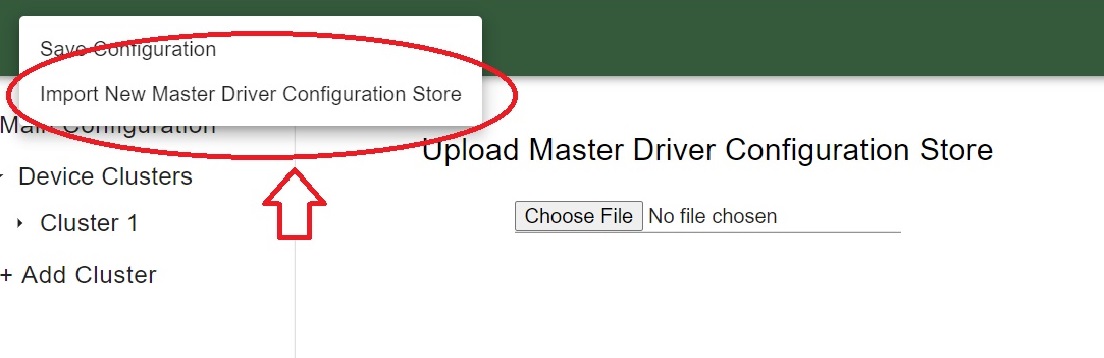 Save Configuration
Import New Master Driver Configuration Store
Main Configuration
Device Clusters
Cluster 1
+ Add Cluster
Upload Master Driver Configuration Store
Choose File No file chosen